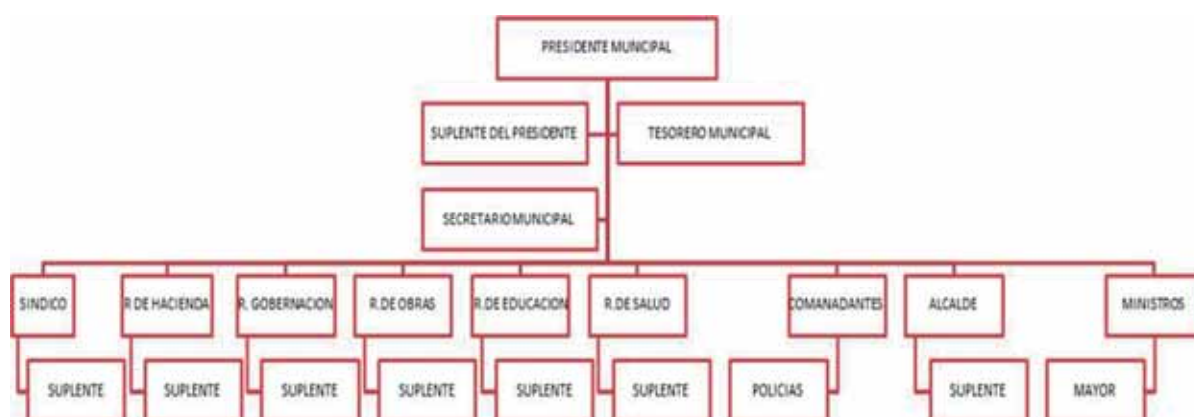 PRESIDENTE MUNICIPAL
SUPLENTE DEL PRESIDENTE
TESORERO MUNICIPAL
SECRETARIO MUNICIPAL
SINDICO
R DE HACIENDA
R. GOBERNACION
R.DE OBRAS
R.DE EDUCACION
R.DE SALUD
COMANADANTES
ALCALDE
MINISTROS
SUPLENTE
SUPLENTE
SUPLENTE
SUPLENTE
SUPLENTE
SUPLENTE
POLICIAS
SUPLENTE
MAYOR